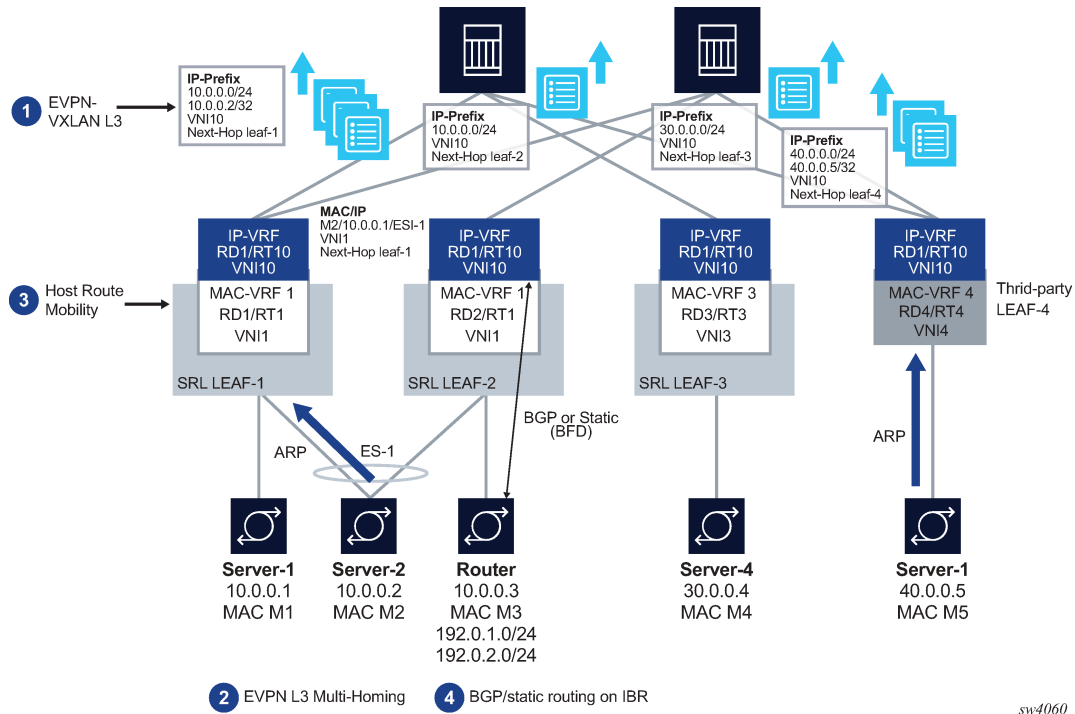 1
EVPN-
VXLAN L3
IP-Prefix
10.0.0.0/24
10.0.0.2/32
VNI10
Next-Hop leaf-1
IP-Prefix
10.0.0.0/24
VNI10
Next-Hop leaf-2
IP-Prefix
30.0.0.0/24
VNI10
Next-Hop leaf-3
IP-Prefix
40.0.0.0/24
40.0.0.5/32
VNI10
Next-Hop leaf-4
MAC/IP
M2/10.0.0.1/ESI-1
VNI1
Next-Hop leaf-1
IP-VRF
RD1/RT10
VNI10
IP-VRF
RD1/RT10
VNI10
IP-VRF
RD1/RT10
VNI10
IP-VRF
RD1/RT10
VNI10
3
Host Route
Mobility
MAC-VRF 1
RD1/RT1
VNI1
SRL LEAF-1
MAC-VRF 1
RD2/RT1
VNI1
SRL LEAF-2
MAC-VRF 3
RD3/RT3
VNI3
SRL LEAF-3
MAC-VRF 4
RD4/RT4
VNI4
Thrid-party
LEAF-4
BGP or Static
(BFD)
ARP
ES-1
ARP
Server-1
10.0.0.1
MAC M1
Server-2
10.0.0.2
MAC M2
Router
10.0.0.3
MAC M3
192.0.1.0/24
192.0.2.0/24
Server-4
30.0.0.4
MAC M4
Server-1
40.0.0.5
MAC M5
2 EVPN L3 Multi-Homing
4 BGP/static routing on IBR
sw4060